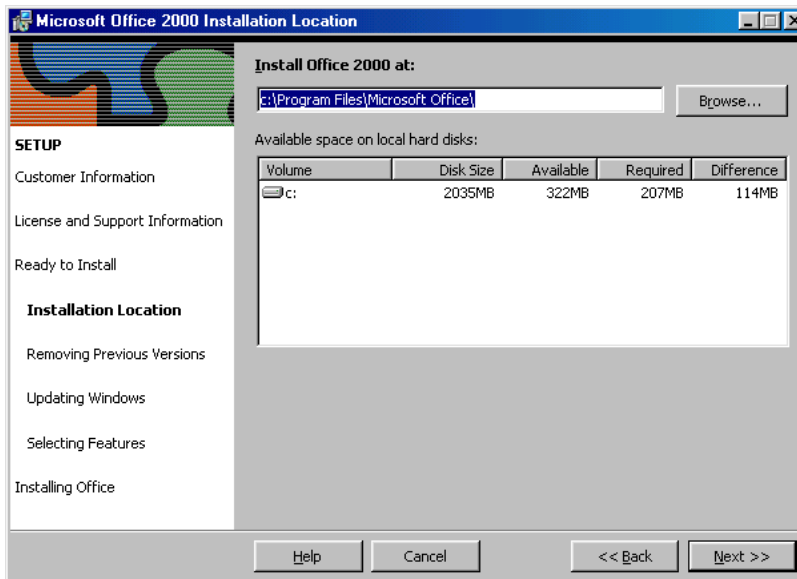 Microsoft Office 2000 Installation Location
Install Office 2000 at:
c:\Program Files\Microsoft Office\
Browse...
Available space on local hard disks:
Volume Disk Size Available Required Difference
c: 2035MB 322MB 207MB 114MB
SETUP
Customer Information
License and Support Information
Ready to Install
Installation Location
Removing Previous Versions
Updating Windows
Selecting Features
Installing Office
Help Cancel << Back Next >>